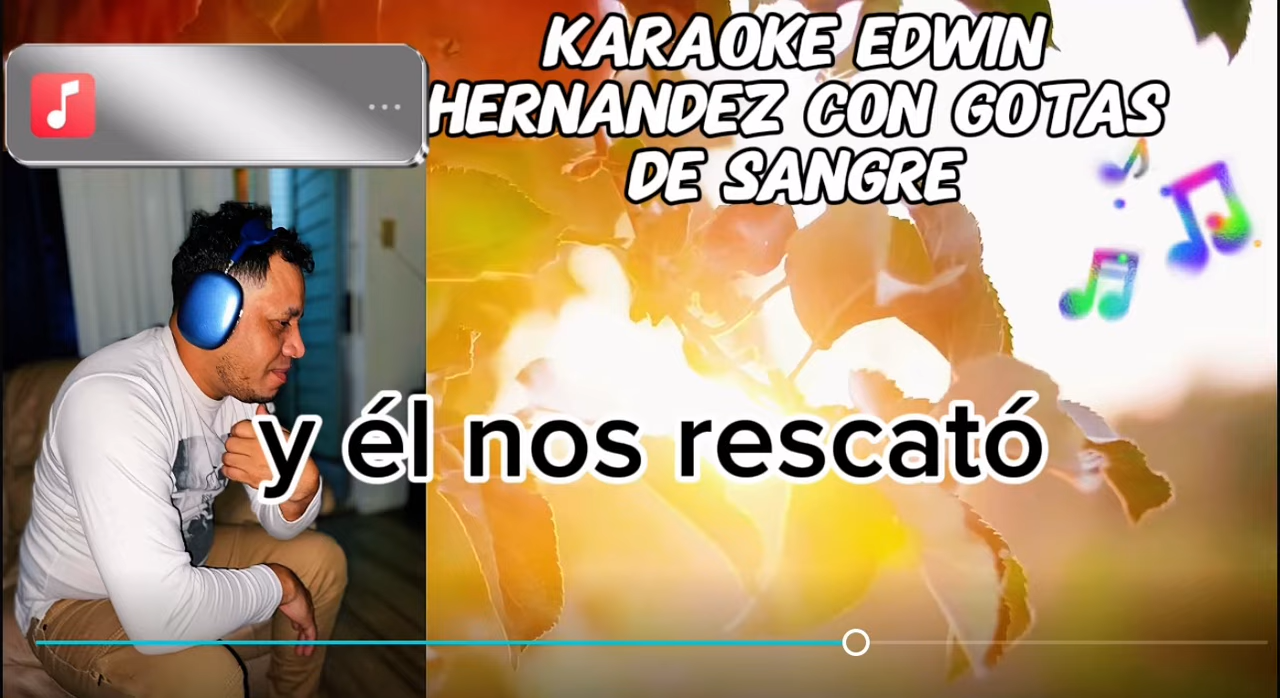 KARAOKE EDWIN
HERNANDEZ CON GOTAS
DE SANGRE
y él nos rescató